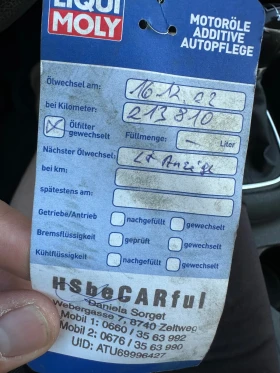 LIQUI
MOLY
MOTORÖLE
ADDITIVE
AUTOPFLEGE
Ölwechsel am: 16.12.02
bei Kilometer: 213810
Ölfilter gewechselt Füllmenge: — Liter
Nächster Ölwechsel: Lt Anzeige
bei km:
spätestens am:
Getriebe/Antrieb nachgefüllt gewechselt
Bremsflüssigkeit geprüft gewechselt
Kühlflüssigkeit nachgefüllt gewechselt
HSbeCARful
Daniela Sorget
Webergasse 7, 8740 Zeltweg
Mobil 1: 0660/ 35 63 992
Mobil 2: 0676/ 35 63 990
UID: ATU69996427